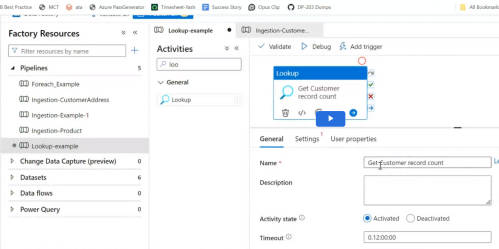 B Best Practice MCT ata Azure PassGenerator Timesheet-Yash Success Story Opus Clip DP-203 Dumps All Bookmarks
Factory Resources
Filter resources by name
Pipelines 5
Foreach_Example
Ingestion-CustomerAddress
Ingestion-Example-1
Ingestion-Product
Lookup-example
Change Data Capture (preview) 0
Datasets 6
Data flows 0
Power Query 0
Lookup-example
Activities
loo
General
Lookup
Ingestion-Custome...
Validate Debug Add trigger
Lookup
Get Customer
record count
General Settings 1 User properties
Name * Get Customer record count Le
Description
Activity state Activated Deactivated
Timeout 0.12:00:00